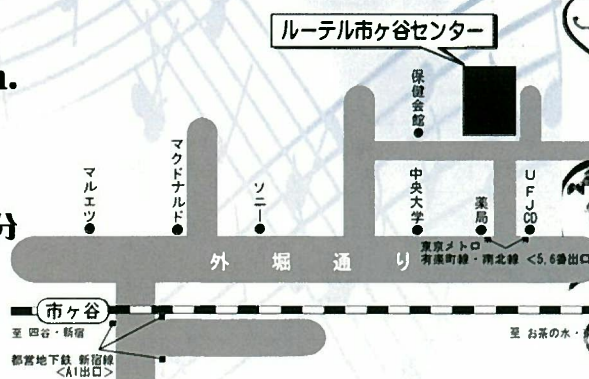 ルーテル市ヶ谷センター
n.
保健会館
マクドナルド
マルエツ
ソニー
中央大学
薬局
UFJ
分
外堀通り
東京メトロ
有楽町線・南北線 <5,6番出口
市ヶ谷
至 四谷・新宿
至 お茶の水・
都営地下鉄 新宿線
<A1出口>